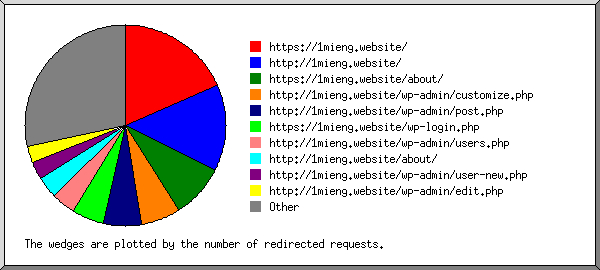 https://1mieng.website/
http://1mieng.website/
https://1mieng.website/about/
http://1mieng.website/wp-admin/customize.php
http://1mieng.website/wp-admin/post.php
https://1mieng.website/wp-login.php
http://1mieng.website/wp-admin/users.php
http://1mieng.website/about/
http://1mieng.website/wp-admin/user-new.php
http://1mieng.website/wp-admin/edit.php
Other
The wedges are plotted by the number of redirected requests.